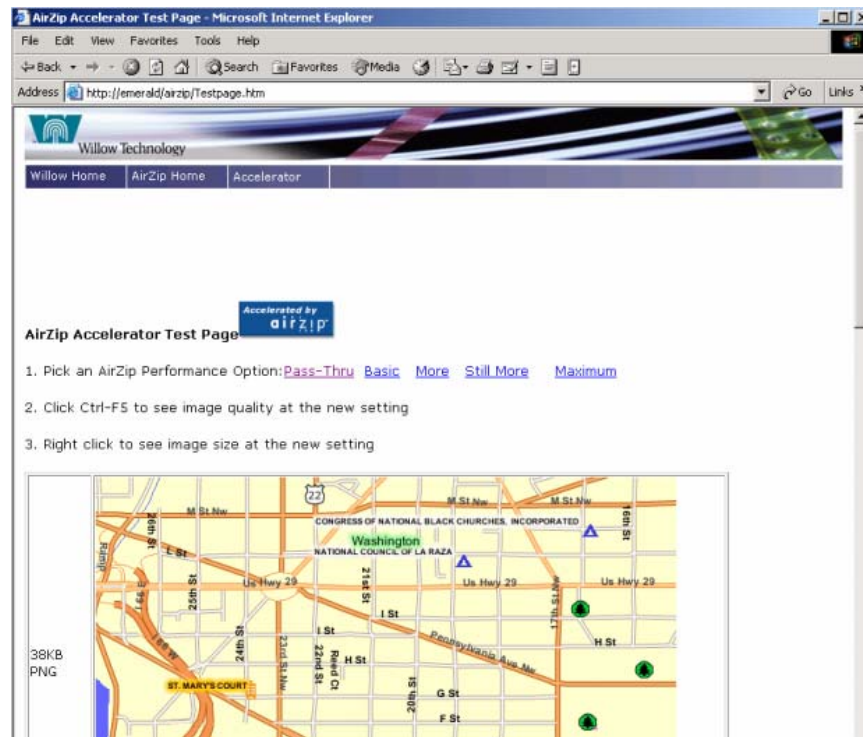 AirZip Accelerator Test Page - Microsoft Internet Explorer
File Edit View Favorites Tools Help
Back Search Favorites Media
Address http://emerald/airzip/Testpage.htm Go Links
Willow Technology
Willow Home AirZip Home Accelerator
Accelerated by
airzip
AirZip Accelerator Test Page
1. Pick an AirZip Performance Option: Pass-Thru Basic More Still More Maximum
2. Click Ctrl-F5 to see image quality at the new setting
3. Right click to see image size at the new setting
38KB
PNG
22
M St Nw
M St Nw
M St Nw
26th St
16th St
CONGRESS OF NATIONAL BLACK CHURCHES, INCORPORATED
Washington
NATIONAL COUNCIL OF LA RAZA
Ramp
L St
25th St
Us Hwy 29
21st St
Us Hwy 29
Us Hwy 29
I 66 E
17th St Nw
I St
I St
Pennsylvania Ave Nw
I 66 W
24th St
23rd St Nw
22nd St
Reed Ct
H St
H St
ST. MARY'S COURT
20th St
G St
F St